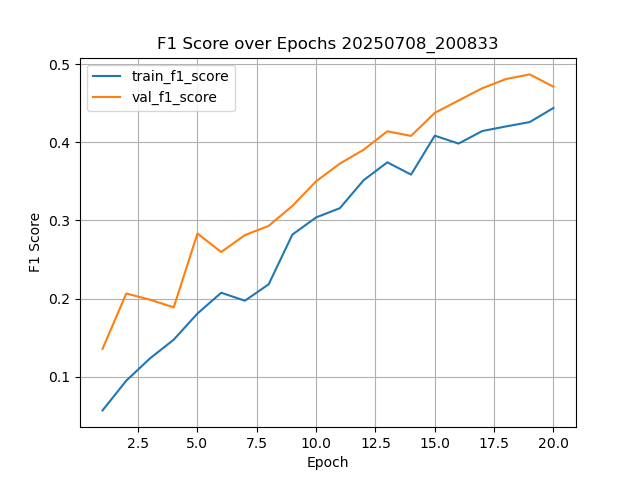 F1 Score over Epochs 20250708_200833
train_f1_score
val_f1_score
F1 Score
0.5
0.4
0.3
0.2
0.1
2.5 5.0 7.5 10.0 12.5 15.0 17.5 20.0
Epoch